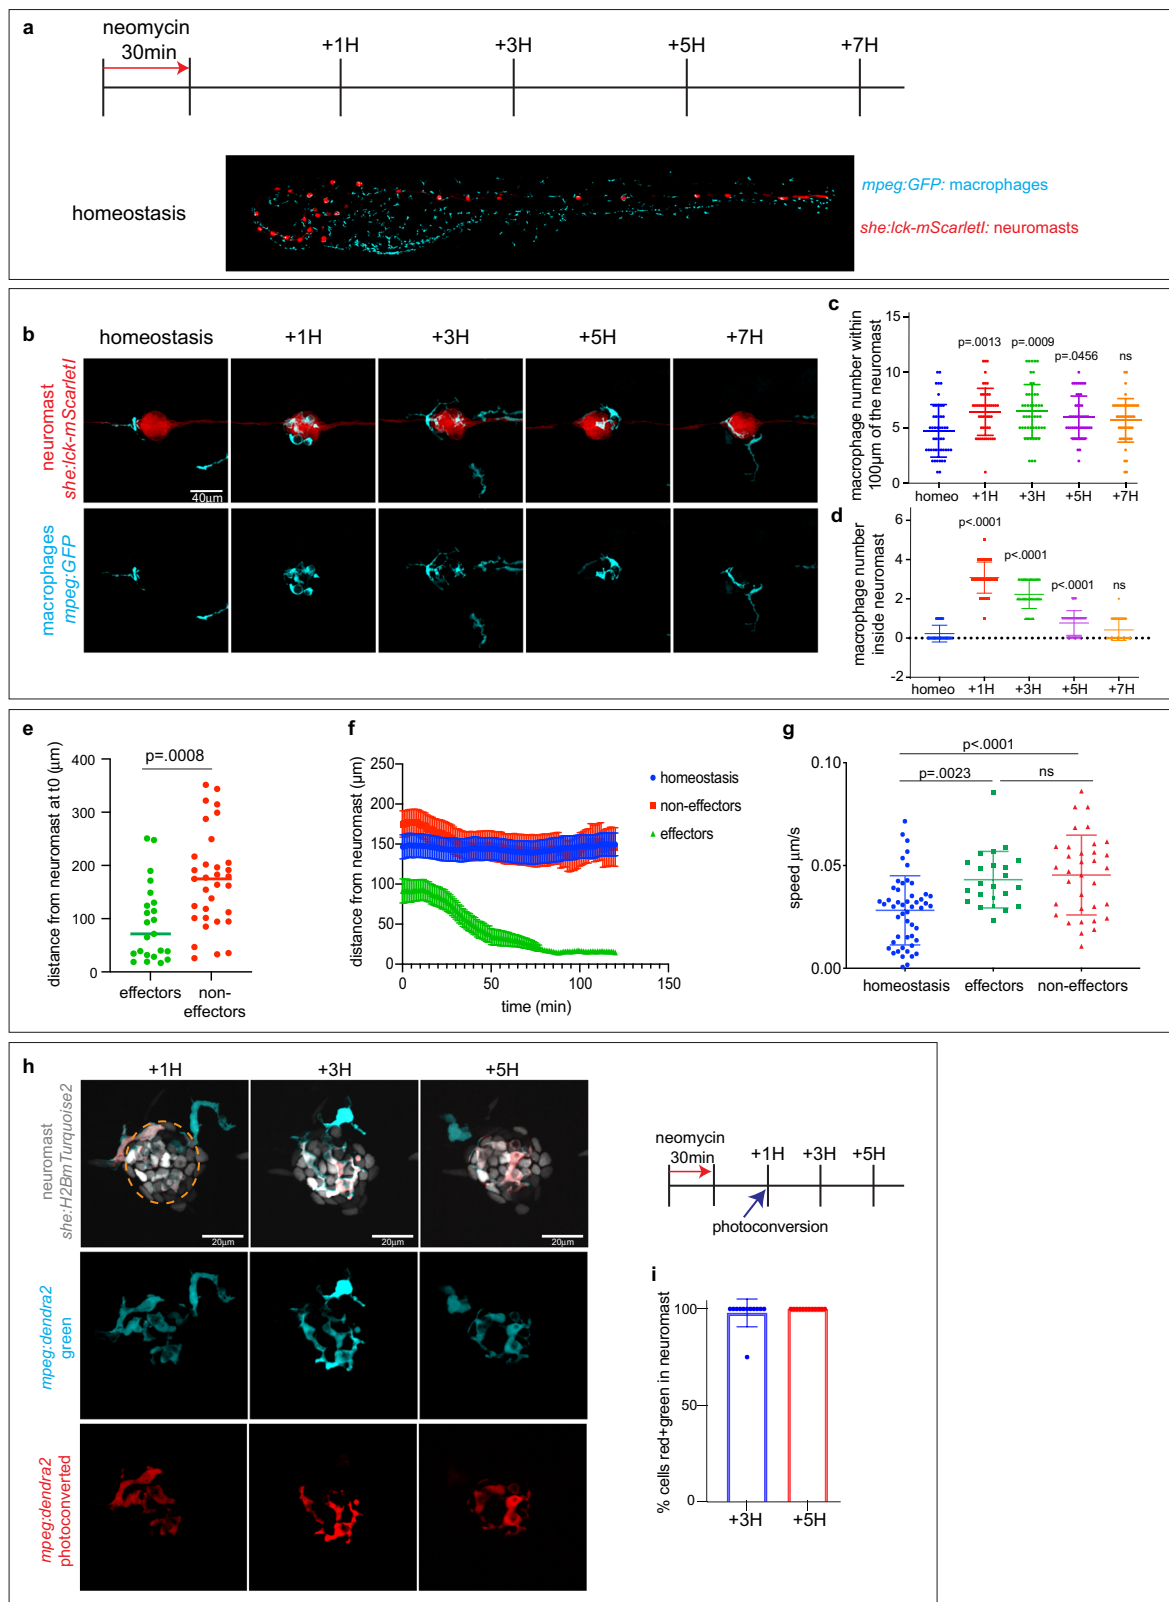 a
neomycin
30min
+1H
+3H
+5H
+7H
homeostasis
mpeg:GFP: macrophages
she:lck-mScarletI: neuromasts
b
homeostasis
+1H
+3H
+5H
+7H
neuromast
she:lck-mScarletI
40µm
macrophages
mpeg:GFP
c
macrophage number within
100µm of the neuromast
15
10
5
0
p=.0013
p=.0009
p=.0456
ns
homeo
+1H
+3H
+5H
+7H
d
macrophage number
inside neuromast
6
4
2
0
-2
p<.0001
p<.0001
p<.0001
ns
homeo
+1H
+3H
+5H
+7H
e
distance from neuromast at t0 (µm)
400
300
200
100
0
p=.0008
effectors
non-
effectors
f
distance from neuromast (µm)
250
200
150
100
50
0
0
50
100
150
time (min)
homeostasis
non-effectors
effectors
g
speed µm/s
0.10
0.05
0.00
p<.0001
p=.0023
ns
homeostasis
effectors
non-effectors
h
+1H
+3H
+5H
neuromast
she:H2BmTurquoise2
20µm
20µm
20µm
mpeg:dendra2
green
mpeg:dendra2
photoconverted
neomycin
30min
+1H
+3H
+5H
photoconversion
i
% cells red+green in neuromast
100
50
0
+3H
+5H